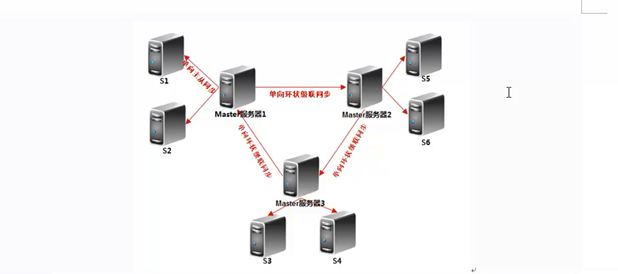 S1
单向主从同步
S2
Master服务器1
单向环状级联同步
Master服务器2
S5
S6
单向环状级联同步
单向环状级联同步
Master服务器3
S3
S4